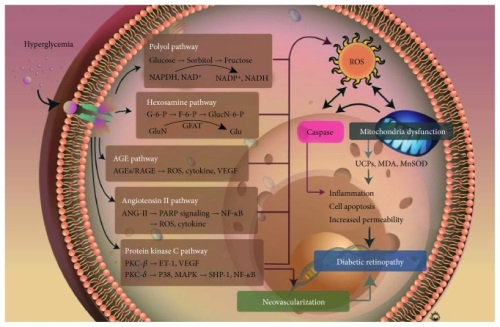 Hyperglycemia
Polyol pathway
Glucose → Sorbitol → Fructose
NAPDH, NAD⁺ NADP⁺, NADH
Hexosamine pathway
G-6-P → F-6-P → GlucN-6-P
GFAT
GluN Glu
AGE pathway
AGEs/RAGE → ROS, cytokine, VEGF
Angiotensin II pathway
ANG-II → PARP signaling → NF-κB
→ ROS, cytokine
Protein kinase C pathway
PKC-β → ET-1, VEGF
PKC-δ → P38, MAPK → SHP-1, NF-κB
ROS
Caspase
Mitochondria dysfunction
UCPs, MDA, MnSOD
Inflammation
Cell apoptosis
Increased permeability
Diabetic retinopathy
Neovascularization